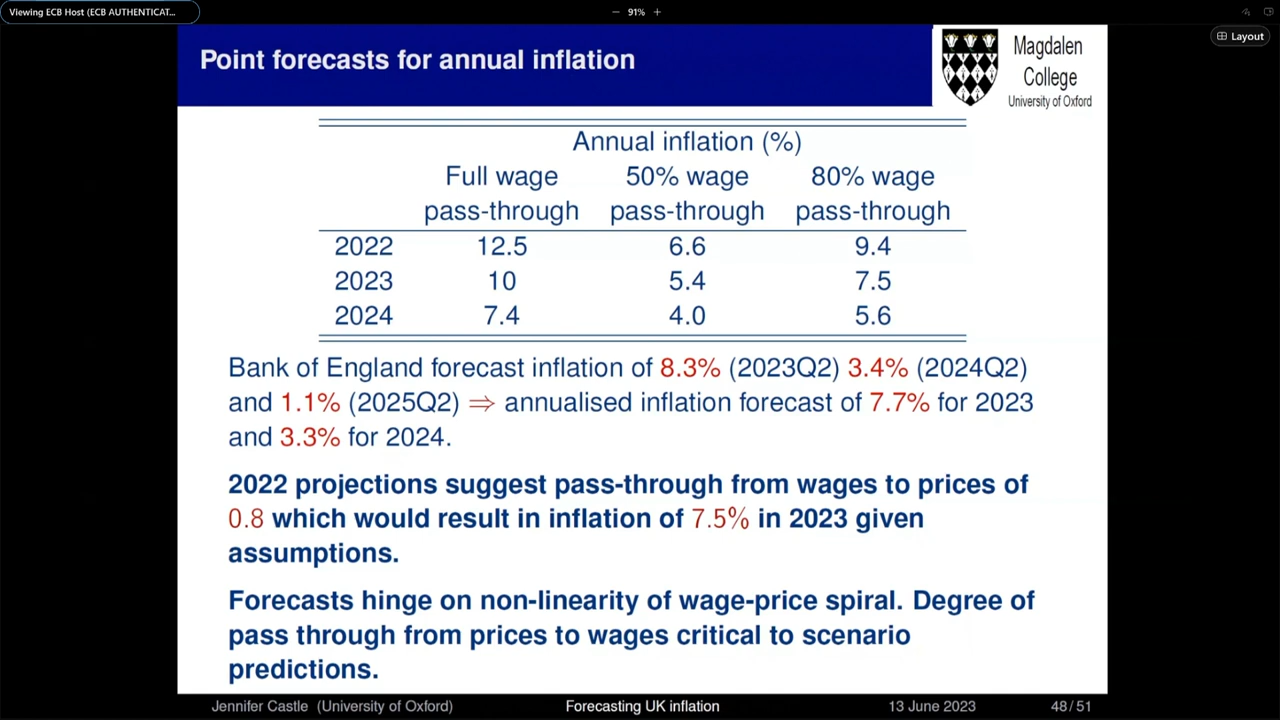 Viewing ECB Host (ECB AUTHENTICAT...
− 91% +
Layout
Point forecasts for annual inflation
Magdalen
College
University of Oxford
Annual inflation (%)
Full wage 50% wage 80% wage
pass-through pass-through pass-through
2022 12.5 6.6 9.4
2023 10 5.4 7.5
2024 7.4 4.0 5.6
Bank of England forecast inflation of 8.3% (2023Q2) 3.4% (2024Q2)
and 1.1% (2025Q2) ⇒ annualised inflation forecast of 7.7% for 2023
and 3.3% for 2024.
2022 projections suggest pass-through from wages to prices of
0.8 which would result in inflation of 7.5% in 2023 given
assumptions.
Forecasts hinge on non-linearity of wage-price spiral. Degree of
pass through from prices to wages critical to scenario
predictions.
Jennifer Castle (University of Oxford) Forecasting UK inflation 13 June 2023 48 / 51